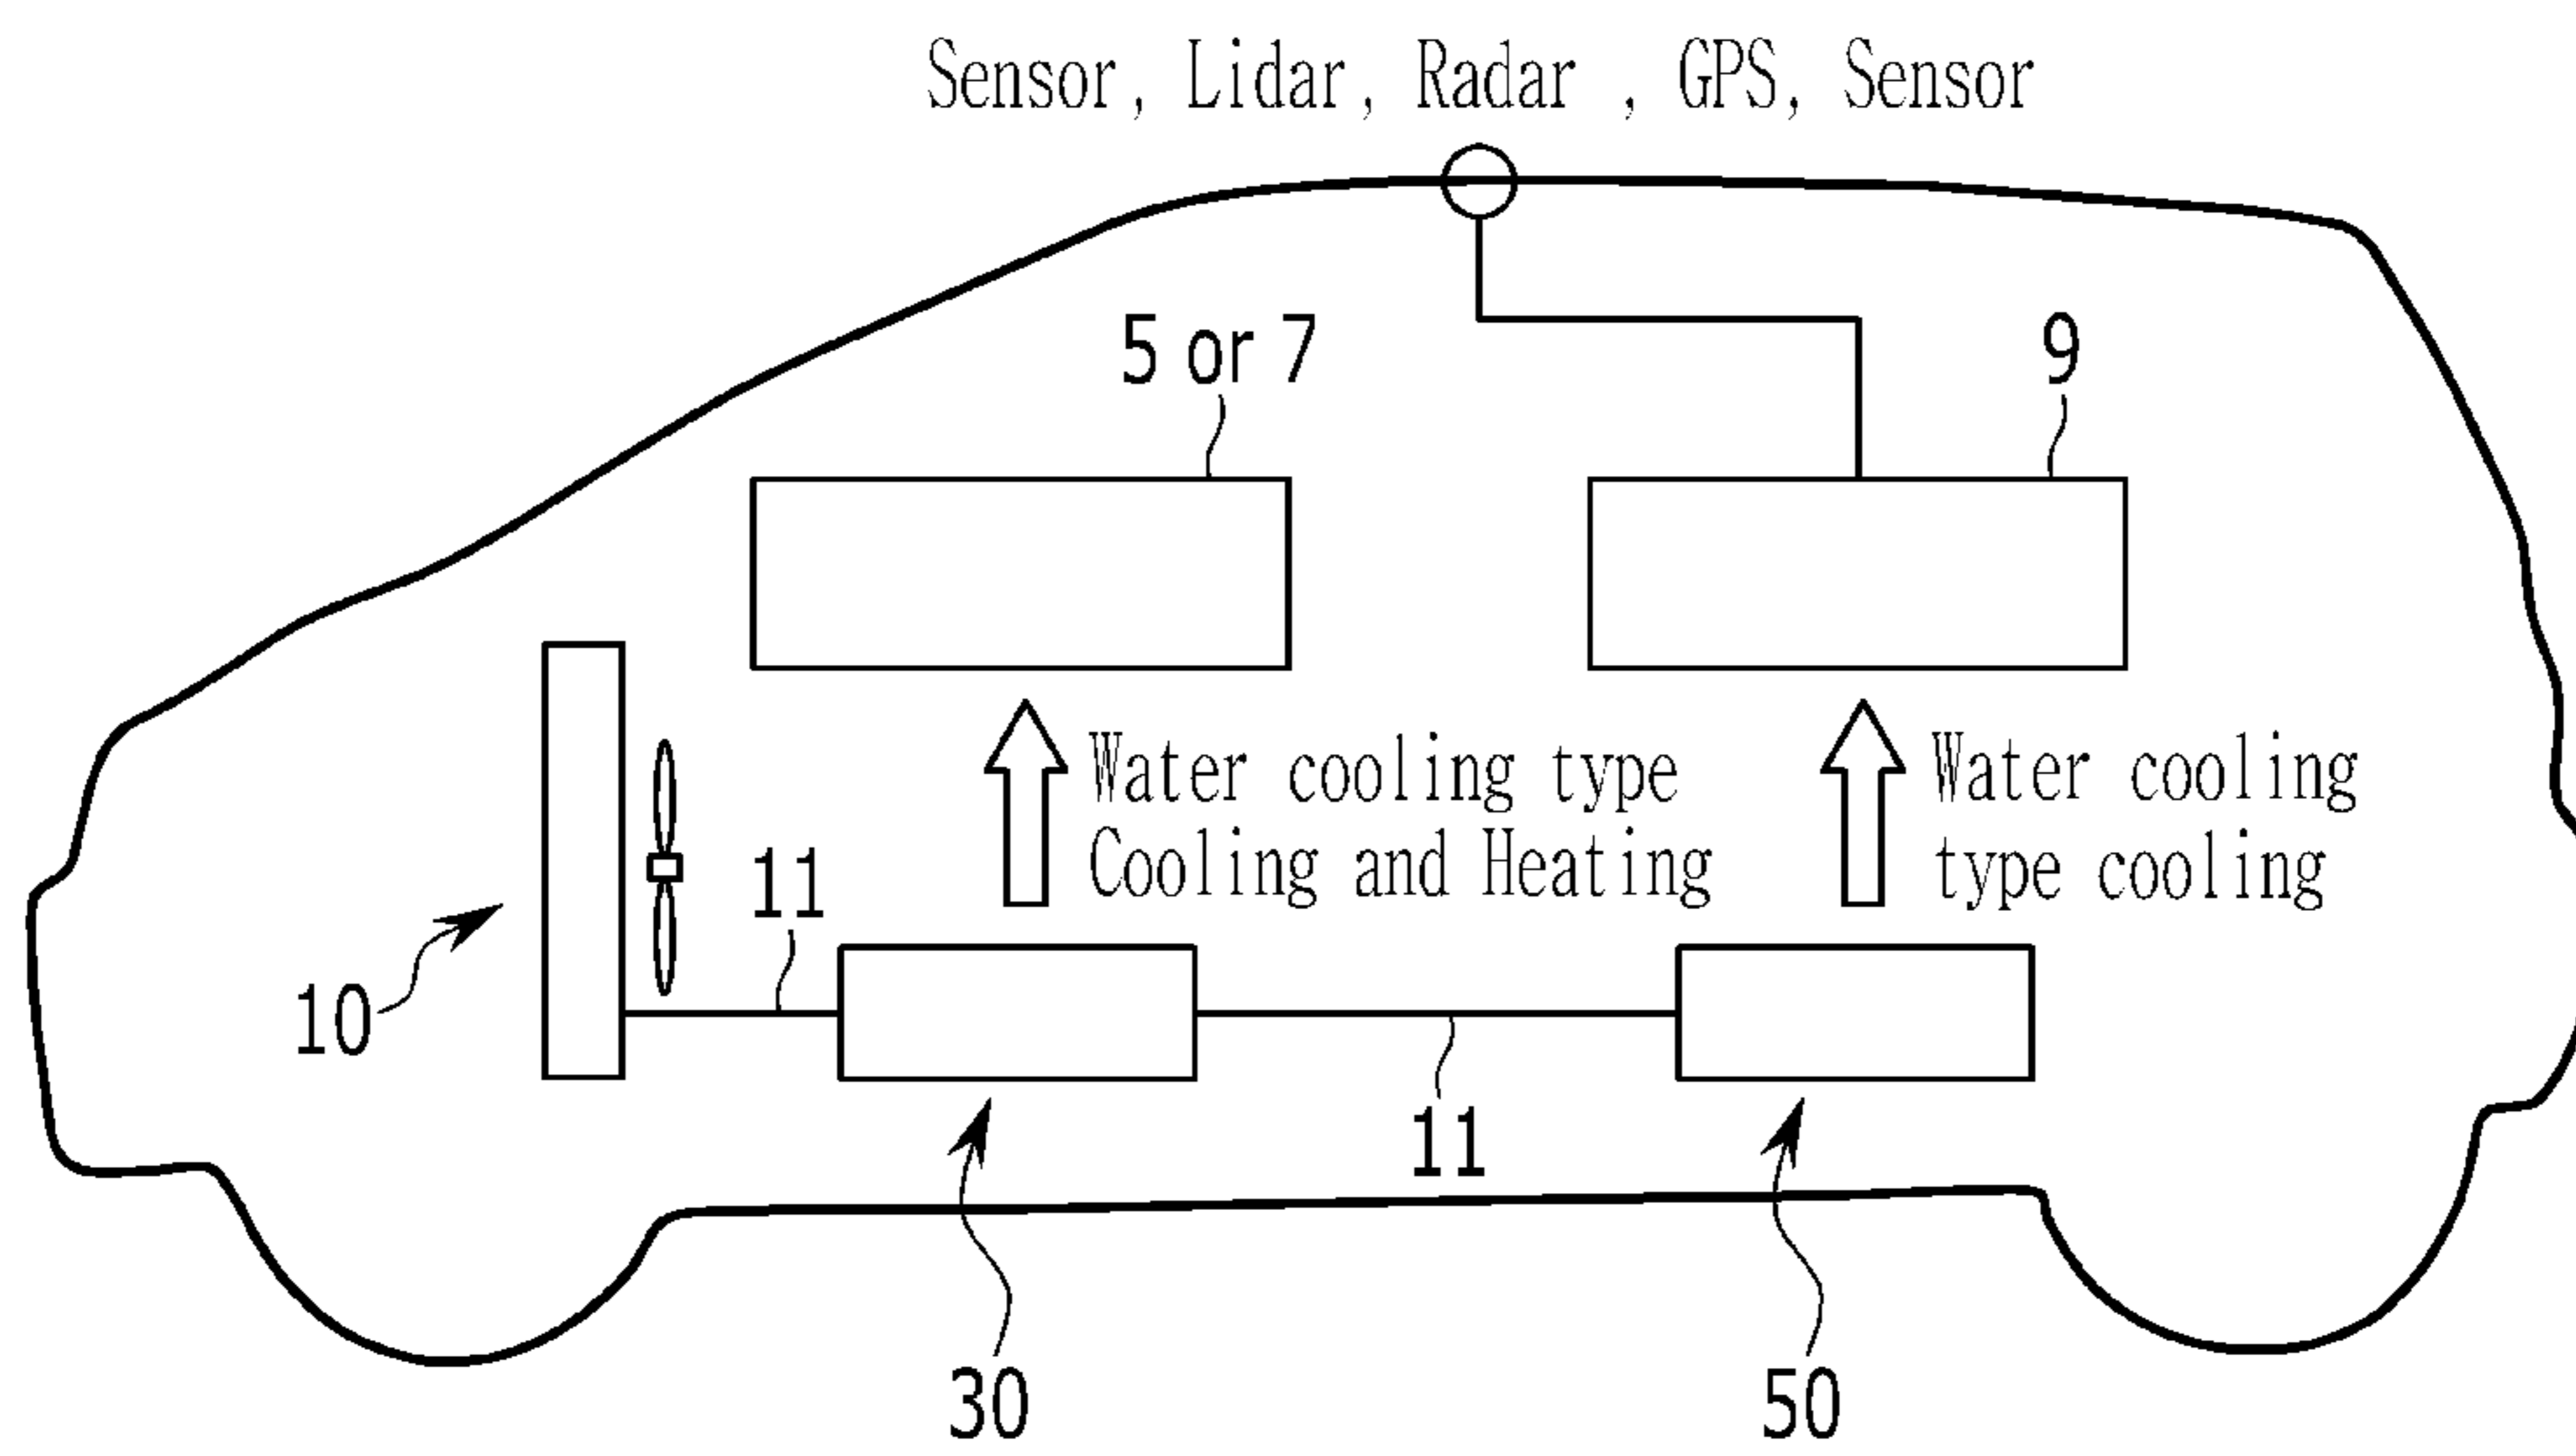 Sensor, Lidar, Radar , GPS, Sensor
5 or 7
9
Water cooling type
Cooling and Heating
Water cooling
type cooling
11
10
11
30
50